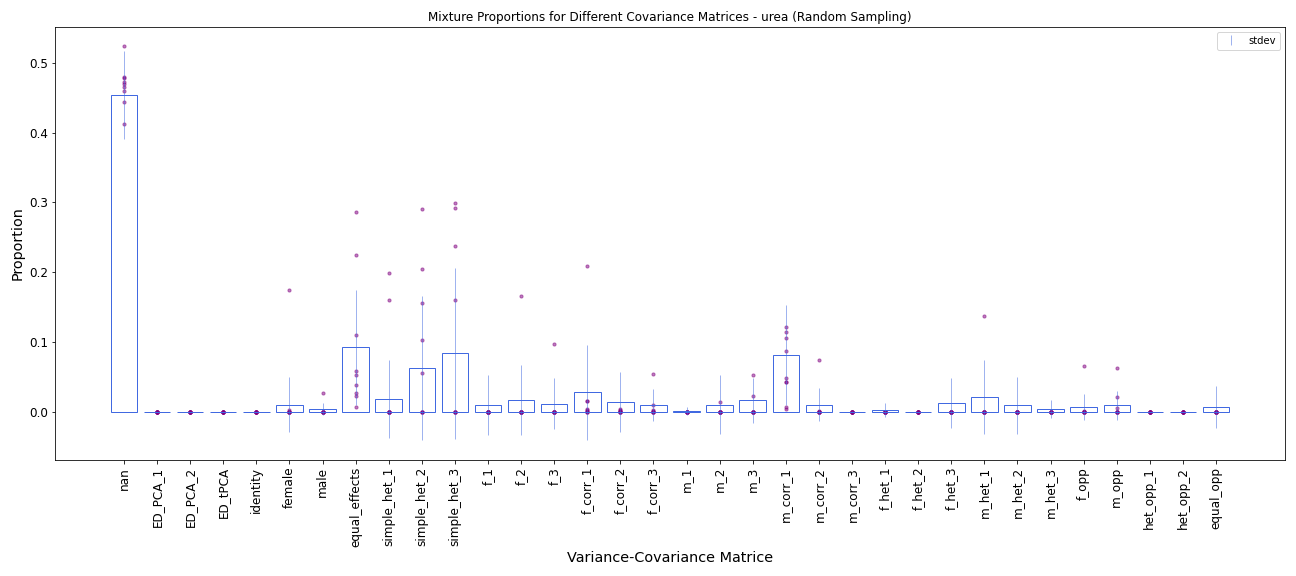 Mixture Proportions for Different Covariance Matrices - urea (Random Sampling)
stdev
Proportion
0.5
0.4
0.3
0.2
0.1
0.0
nan
ED_PCA_1
ED_PCA_2
ED_tPCA
identity
female
male
equal_effects
simple_het_1
simple_het_2
simple_het_3
f_1
f_2
f_3
f_corr_1
f_corr_2
f_corr_3
m_1
m_2
m_3
m_corr_1
m_corr_2
m_corr_3
f_het_1
f_het_2
f_het_3
m_het_1
m_het_2
m_het_3
f_opp
m_opp
het_opp_1
het_opp_2
equal_opp
Variance-Covariance Matrice